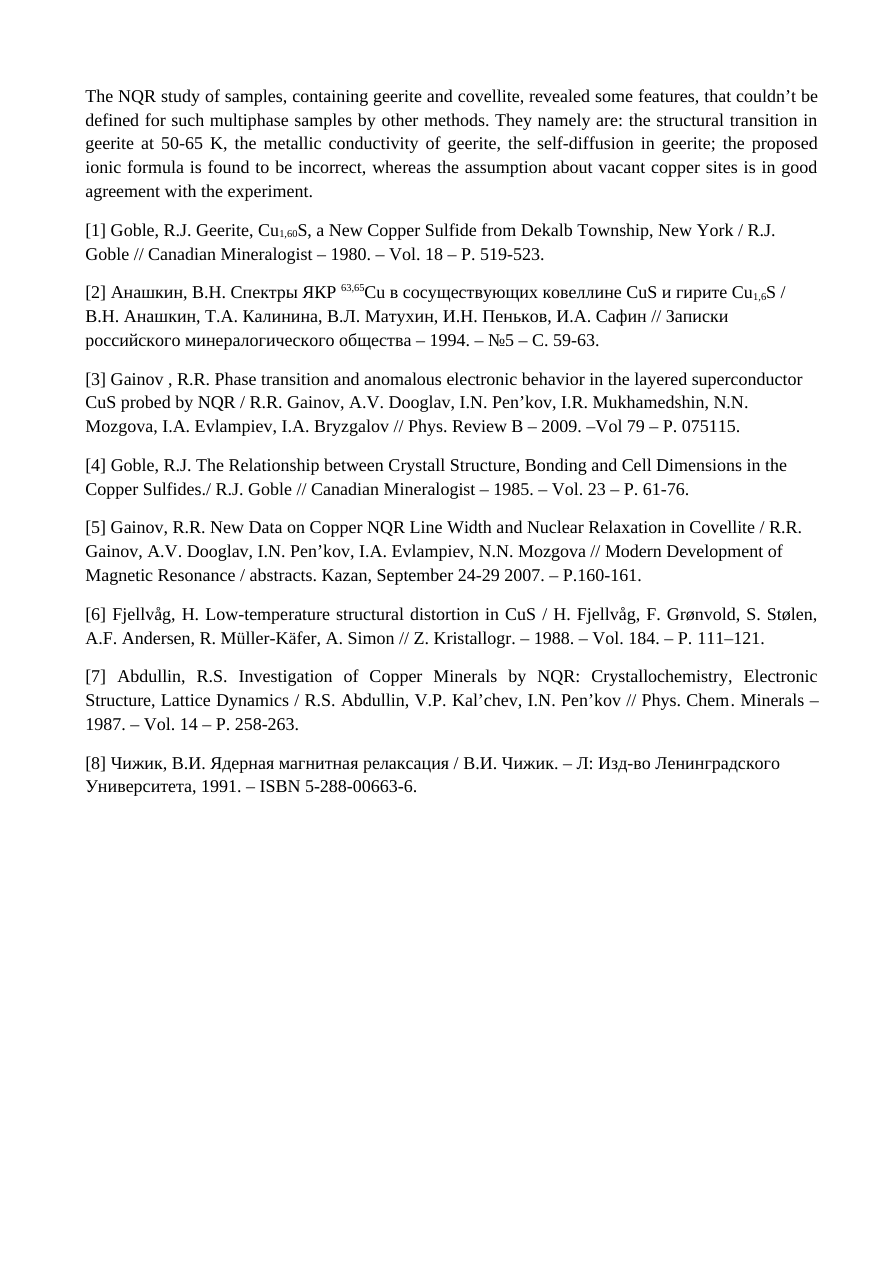 The NQR study of samples, containing geerite and covellite, revealed some features, that couldn’t be
defined for such multiphase samples by other methods. They namely are: the structural transition in
geerite at 50-65 K, the metallic conductivity of geerite, the self-diffusion in geerite; the proposed
ionic formula is found to be incorrect, whereas the assumption about vacant copper sites is in good
agreement with the experiment.
[1] Goble, R.J. Geerite, Cu1,60S, a New Copper Sulfide from Dekalb Township, New York / R.J.
Goble // Canadian Mineralogist – 1980. – Vol. 18 – P. 519-523.
[2] Анашкин, В.Н. Спектры ЯКР 63,65Cu в сосуществующих ковеллине CuS и гирите Cu1,6S /
В.Н. Анашкин, Т.А. Калинина, В.Л. Матухин, И.Н. Пеньков, И.А. Сафин // Записки
российского минералогического общества – 1994. – №5 – С. 59-63.
[3] Gainov , R.R. Phase transition and anomalous electronic behavior in the layered superconductor
CuS probed by NQR / R.R. Gainov, A.V. Dooglav, I.N. Pen’kov, I.R. Mukhamedshin, N.N.
Mozgova, I.A. Evlampiev, I.A. Bryzgalov // Phys. Review B – 2009. –Vol 79 – P. 075115.
[4] Goble, R.J. The Relationship between Crystall Structure, Bonding and Cell Dimensions in the
Copper Sulfides./ R.J. Goble // Canadian Mineralogist – 1985. – Vol. 23 – P. 61-76.
[5] Gainov, R.R. New Data on Copper NQR Line Width and Nuclear Relaxation in Covellite / R.R.
Gainov, A.V. Dooglav, I.N. Pen’kov, I.A. Evlampiev, N.N. Mozgova // Modern Development of
Magnetic Resonance / abstracts. Kazan, September 24-29 2007. – P.160-161.
[6] Fjellvåg, H. Low-temperature structural distortion in CuS / H. Fjellvåg, F. Grønvold, S. Stølen,
A.F. Andersen, R. Müller-Käfer, A. Simon // Z. Kristallogr. – 1988. – Vol. 184. – P. 111–121.
[7] Abdullin, R.S. Investigation of Copper Minerals by NQR: Crystallochemistry, Electronic
Structure, Lattice Dynamics / R.S. Abdullin, V.P. Kal’chev, I.N. Pen’kov // Phys. Chem. Minerals –
1987. – Vol. 14 – P. 258-263.
[8] Чижик, В.И. Ядерная магнитная релаксация / В.И. Чижик. – Л: Изд-во Ленинградского
Университета, 1991. – ISBN 5-288-00663-6.